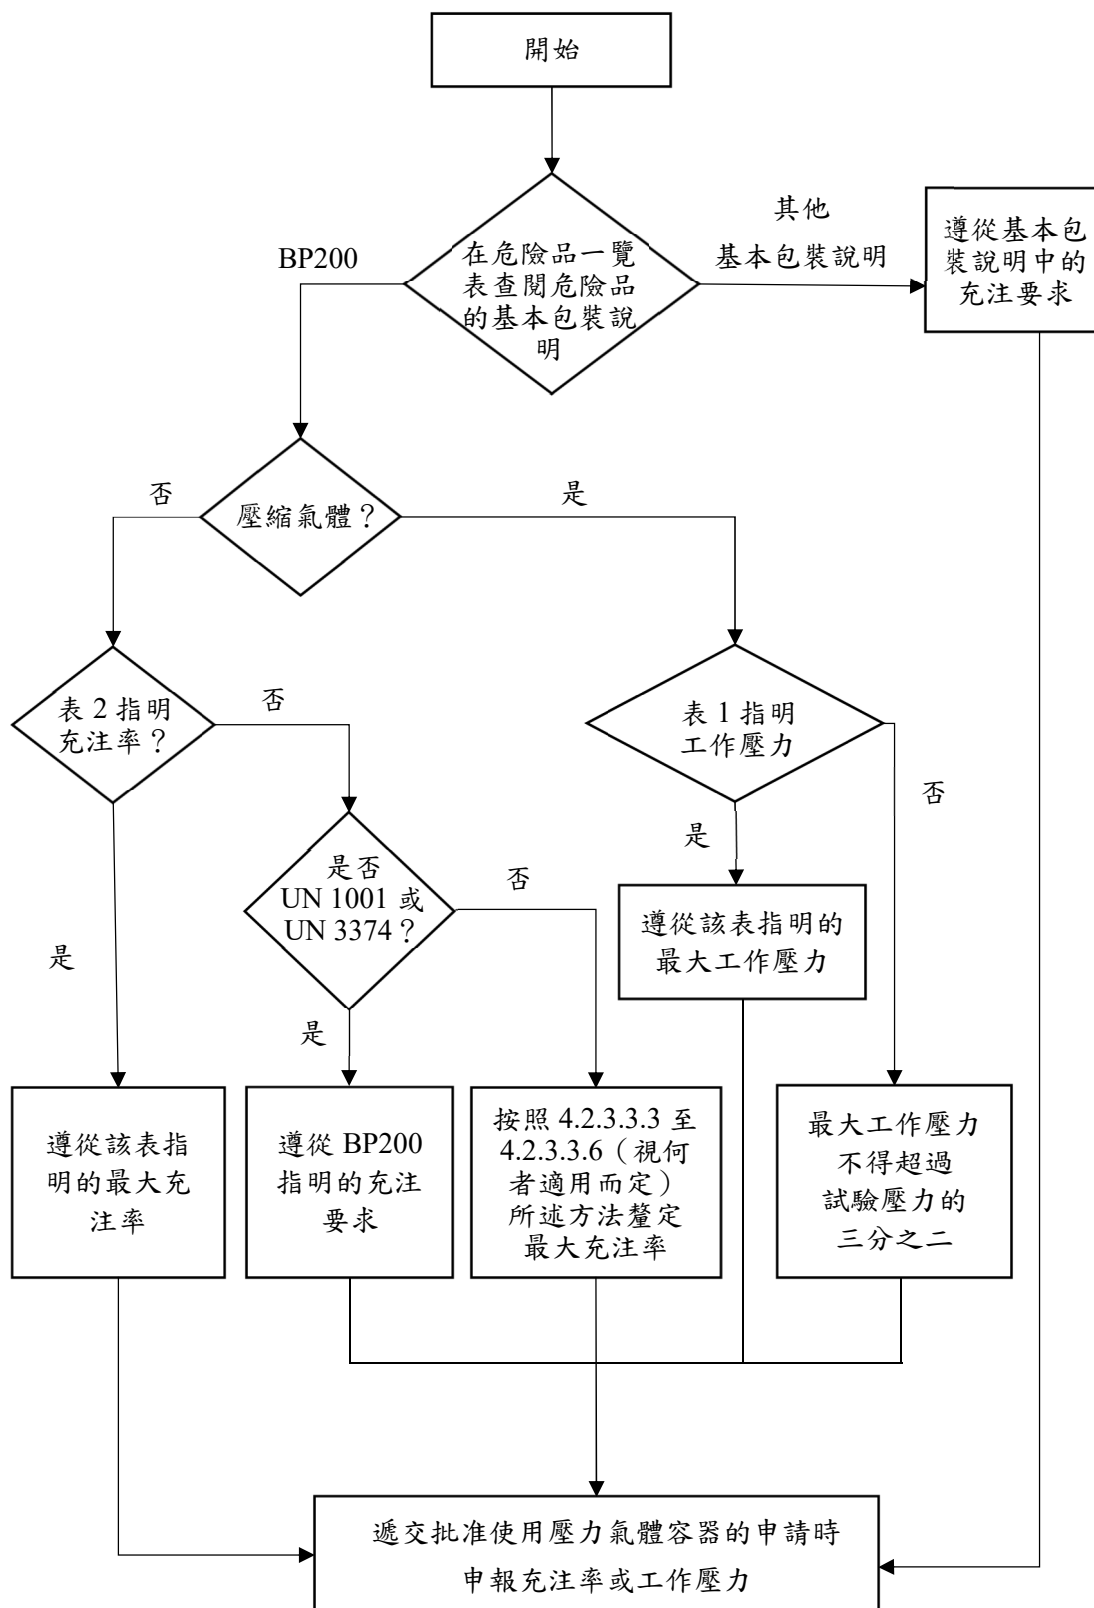 開始
在危險品一覽
表查閱危險品
的基本包裝說
明
BP200
其他
基本包裝說明
遵從基本包
裝說明中的
充注要求
壓縮氣體？
否
是
表 2 指明
充注率？
否
表 1 指明
工作壓力
否
是
是否
UN 1001 或
UN 3374？
否
遵從該表指明的
最大工作壓力
是
是
遵從該表指
明的最大充
注率
遵從 BP200
指明的充注
要求
按照 4.2.3.3.3 至
4.2.3.3.6（視何
者適用而定）
所述方法釐定
最大充注率
最大工作壓力
不得超過
試驗壓力的
三分之二
遞交批准使用壓力氣體容器的申請時
申報充注率或工作壓力